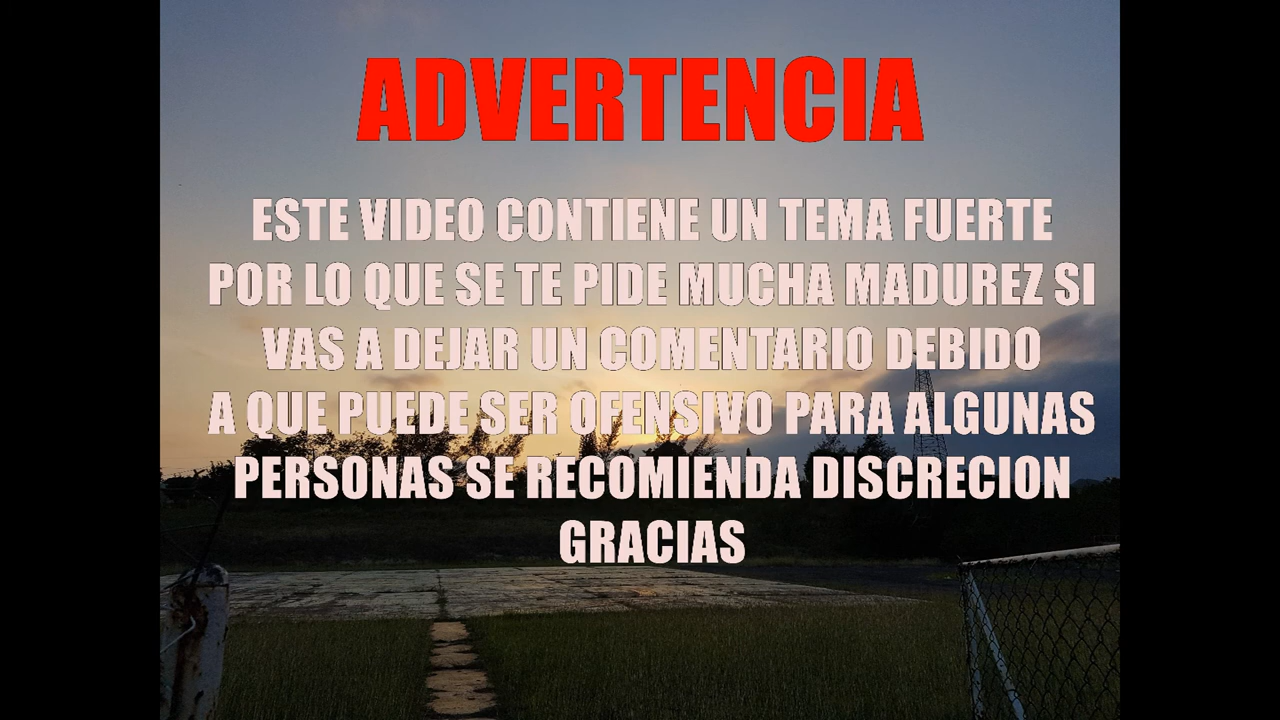 ADVERTENCIA
ESTE VIDEO CONTIENE UN TEMA FUERTE
POR LO QUE SE TE PIDE MUCHA MADUREZ SI
VAS A DEJAR UN COMENTARIO DEBIDO
A QUE PUEDE SER OFENSIVO PARA ALGUNAS
PERSONAS SE RECOMIENDA DISCRECION
GRACIAS